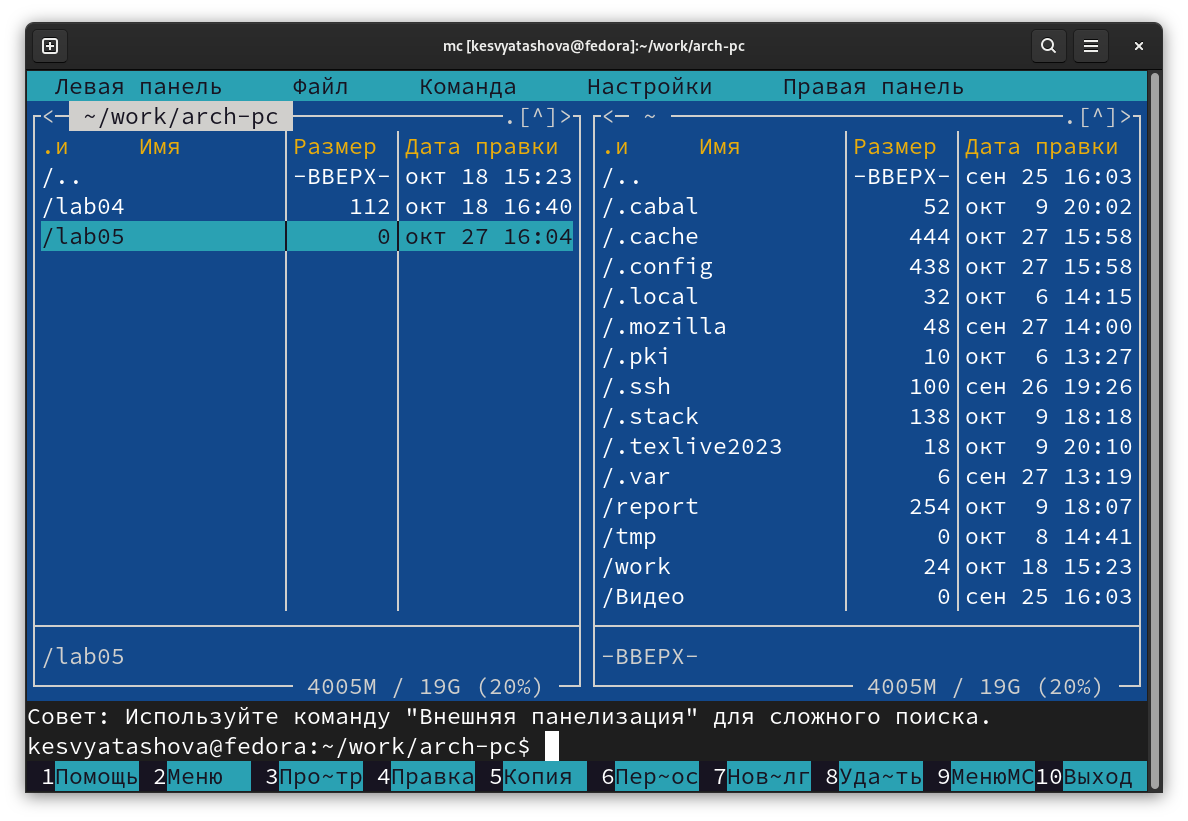 mc [kesvyatashova@fedora]:~/work/arch-pc
Левая панель Файл Команда Настройки Правая панель
<─ ~/work/arch-pc .[^]> <─ ~ .[^]>
.и Имя Размер Дата правки .и Имя Размер Дата правки
/.. -ВВЕРХ- окт 18 15:23 /.. -ВВЕРХ- сен 25 16:03
/lab04 112 окт 18 16:40 /.cabal 52 окт 9 20:02
/lab05 0 окт 27 16:04 /.cache 444 окт 27 15:58
/.config 438 окт 27 15:58
/.local 32 окт 6 14:15
/.mozilla 48 сен 27 14:00
/.pki 10 окт 6 13:27
/.ssh 100 сен 26 19:26
/.stack 138 окт 9 18:18
/.texlive2023 18 окт 9 20:10
/.var 6 сен 27 13:19
/report 254 окт 9 18:07
/tmp 0 окт 8 14:41
/work 24 окт 18 15:23
/Видео 0 сен 25 16:03
/lab05 -ВВЕРХ-
4005M / 19G (20%) 4005M / 19G (20%)
Совет: Используйте команду "Внешняя панелизация" для сложного поиска.
kesvyatashova@fedora:~/work/arch-pc$
1Помощь 2Меню 3Про~тр 4Правка 5Копия 6Пер~ос 7Нов~лг 8Уда~ть 9МенюMC10Выход